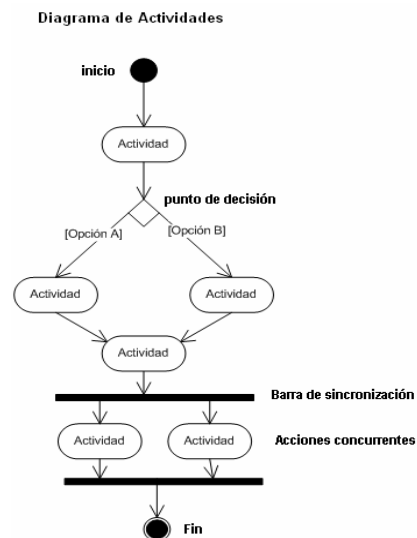 Diagrama de Actividades
inicio
Actividad
punto de decisión
[Opción A]
[Opción B]
Actividad
Actividad
Actividad
Barra de sincronización
Actividad
Actividad
Acciones concurrentes
Fin